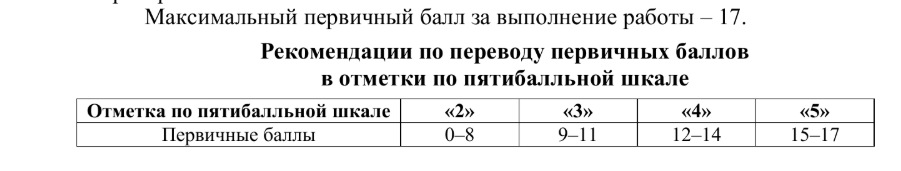 Максимальный первичный балл за выполнение работы – 17.
Рекомендации по переводу первичных баллов
в отметки по пятибалльной шкале
Отметка по пятибалльной шкале «2» «3» «4» «5»
Первичные баллы 0–8 9–11 12–14 15–17